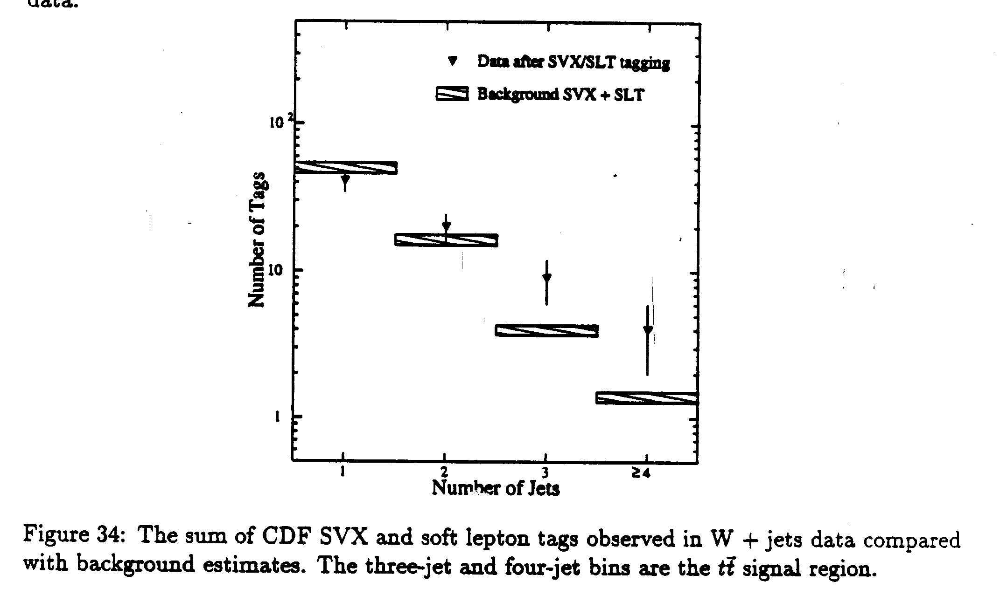 data.
Data after SVX/SLT tagging
Background SVX + SLT
10²
10
1
Number of Tags
1 2 3 ≥4
Number of Jets
Figure 34: The sum of CDF SVX and soft lepton tags observed in W + jets data compared
with background estimates. The three-jet and four-jet bins are the tt̄ signal region.